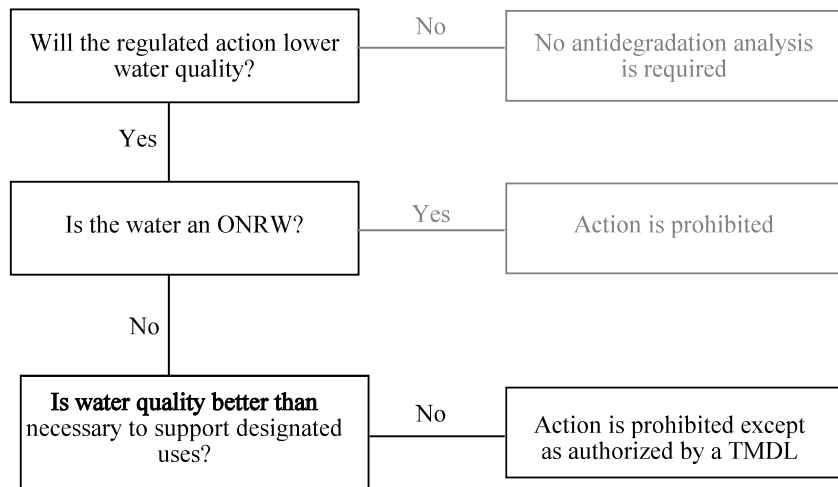 Will the regulated action lower
water quality?
No
No antidegradation analysis
is required
Yes
Is the water an ONRW?
Yes
Action is prohibited
No
Is water quality better than
necessary to support designated
uses?
No
Action is prohibited except
as authorized by a TMDL